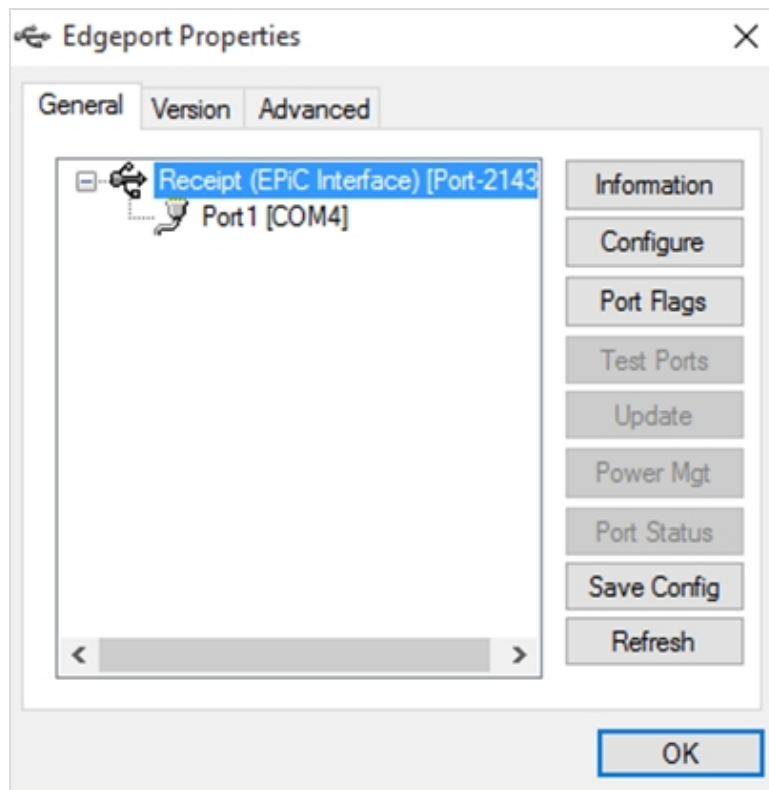 Edgeport Properties
General Version Advanced
Receipt (EPiC Interface) [Port-2143
Port1 [COM4]
Information
Configure
Port Flags
Test Ports
Update
Power Mgt
Port Status
Save Config
Refresh
OK